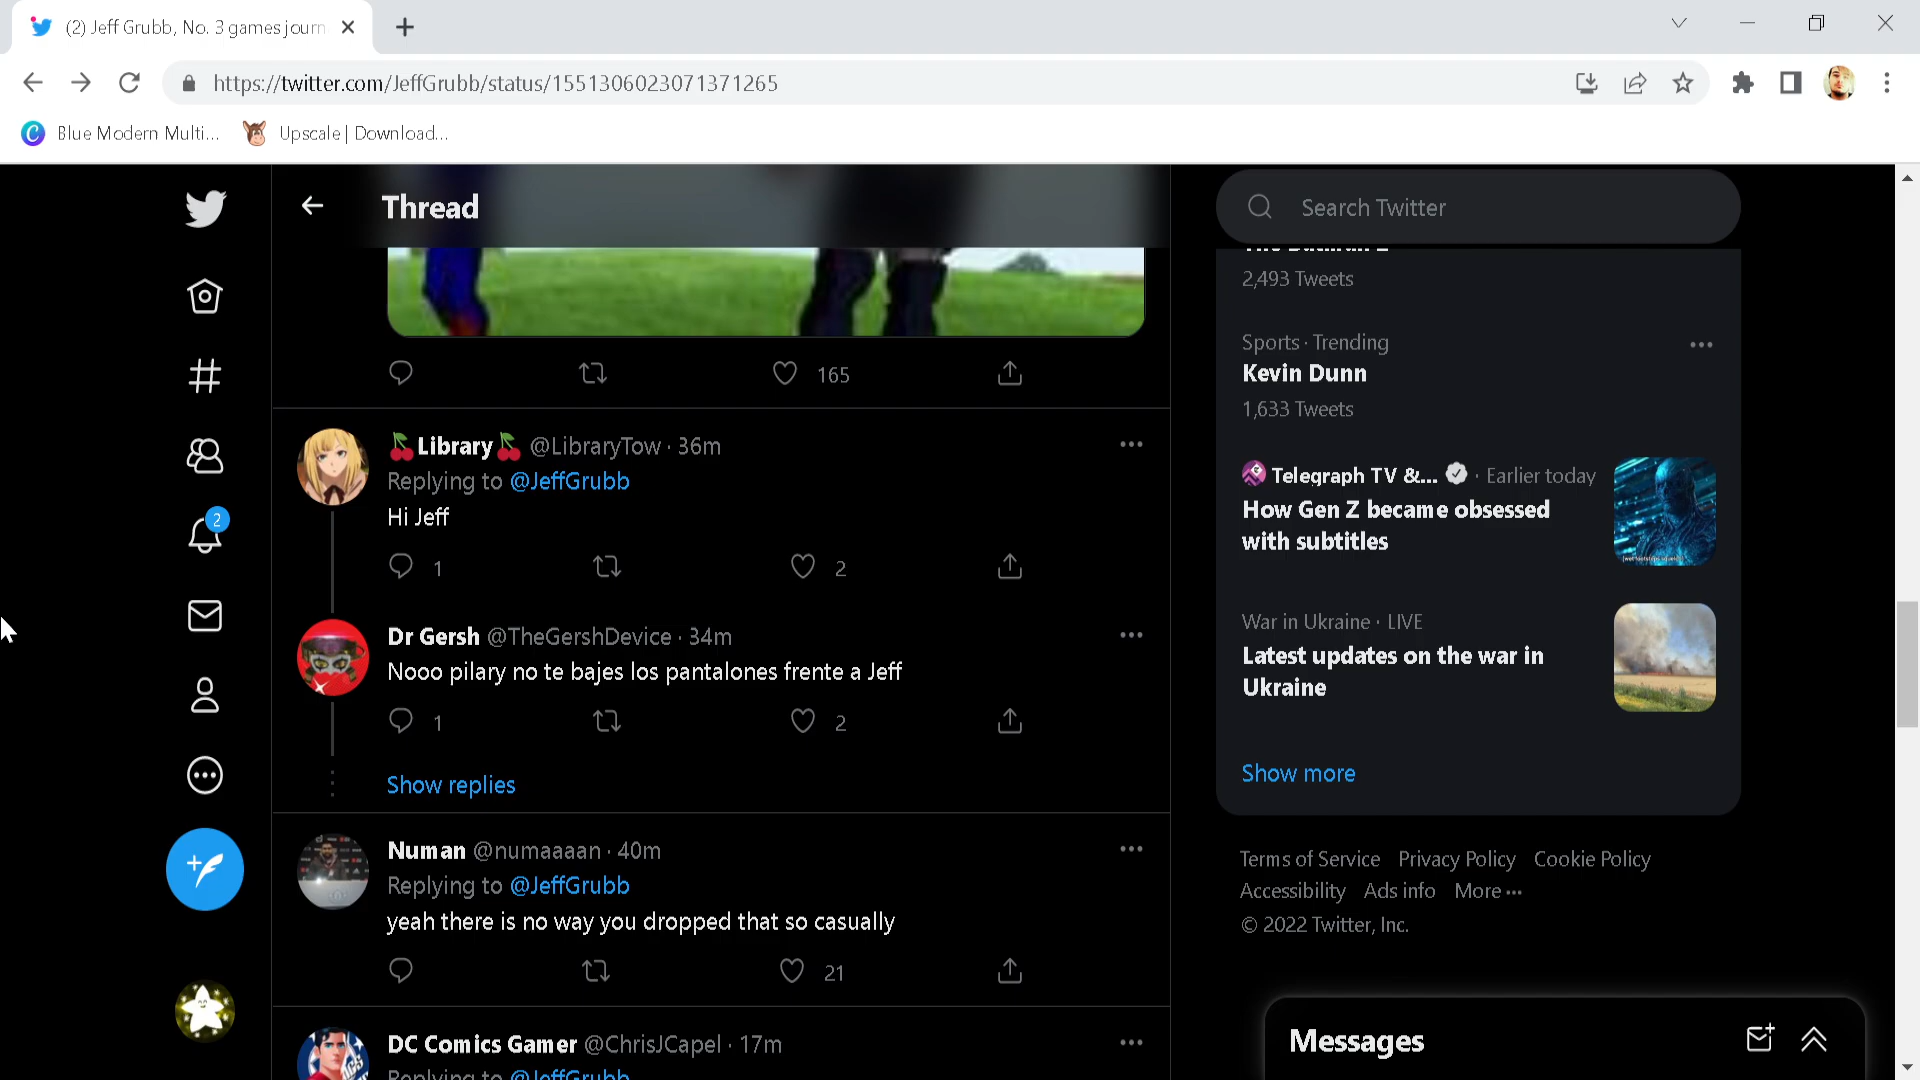 (2) Jeff Grubb, No. 3 games journ
https://twitter.com/JeffGrubb/status/1551306023071371265
Blue Modern Multi...
Upscale | Download...
Thread
165
🍒Library🍒 @LibraryTow · 36m
Replying to @JeffGrubb
Hi Jeff
1
2
Dr Gersh @TheGershDevice · 34m
Nooo pilary no te bajes los pantalones frente a Jeff
1
2
Show replies
Numan @numaaaan · 40m
Replying to @JeffGrubb
yeah there is no way you dropped that so casually
21
DC Comics Gamer @ChrisJCapel · 17m
Replying to @JeffGrubb
2
Search Twitter
2,493 Tweets
Sports · Trending
Kevin Dunn
1,633 Tweets
Telegraph TV &... · Earlier today
How Gen Z became obsessed
with subtitles
War in Ukraine · LIVE
Latest updates on the war in
Ukraine
Show more
Terms of Service Privacy Policy Cookie Policy
Accessibility Ads info More ···
© 2022 Twitter, Inc.
Messages